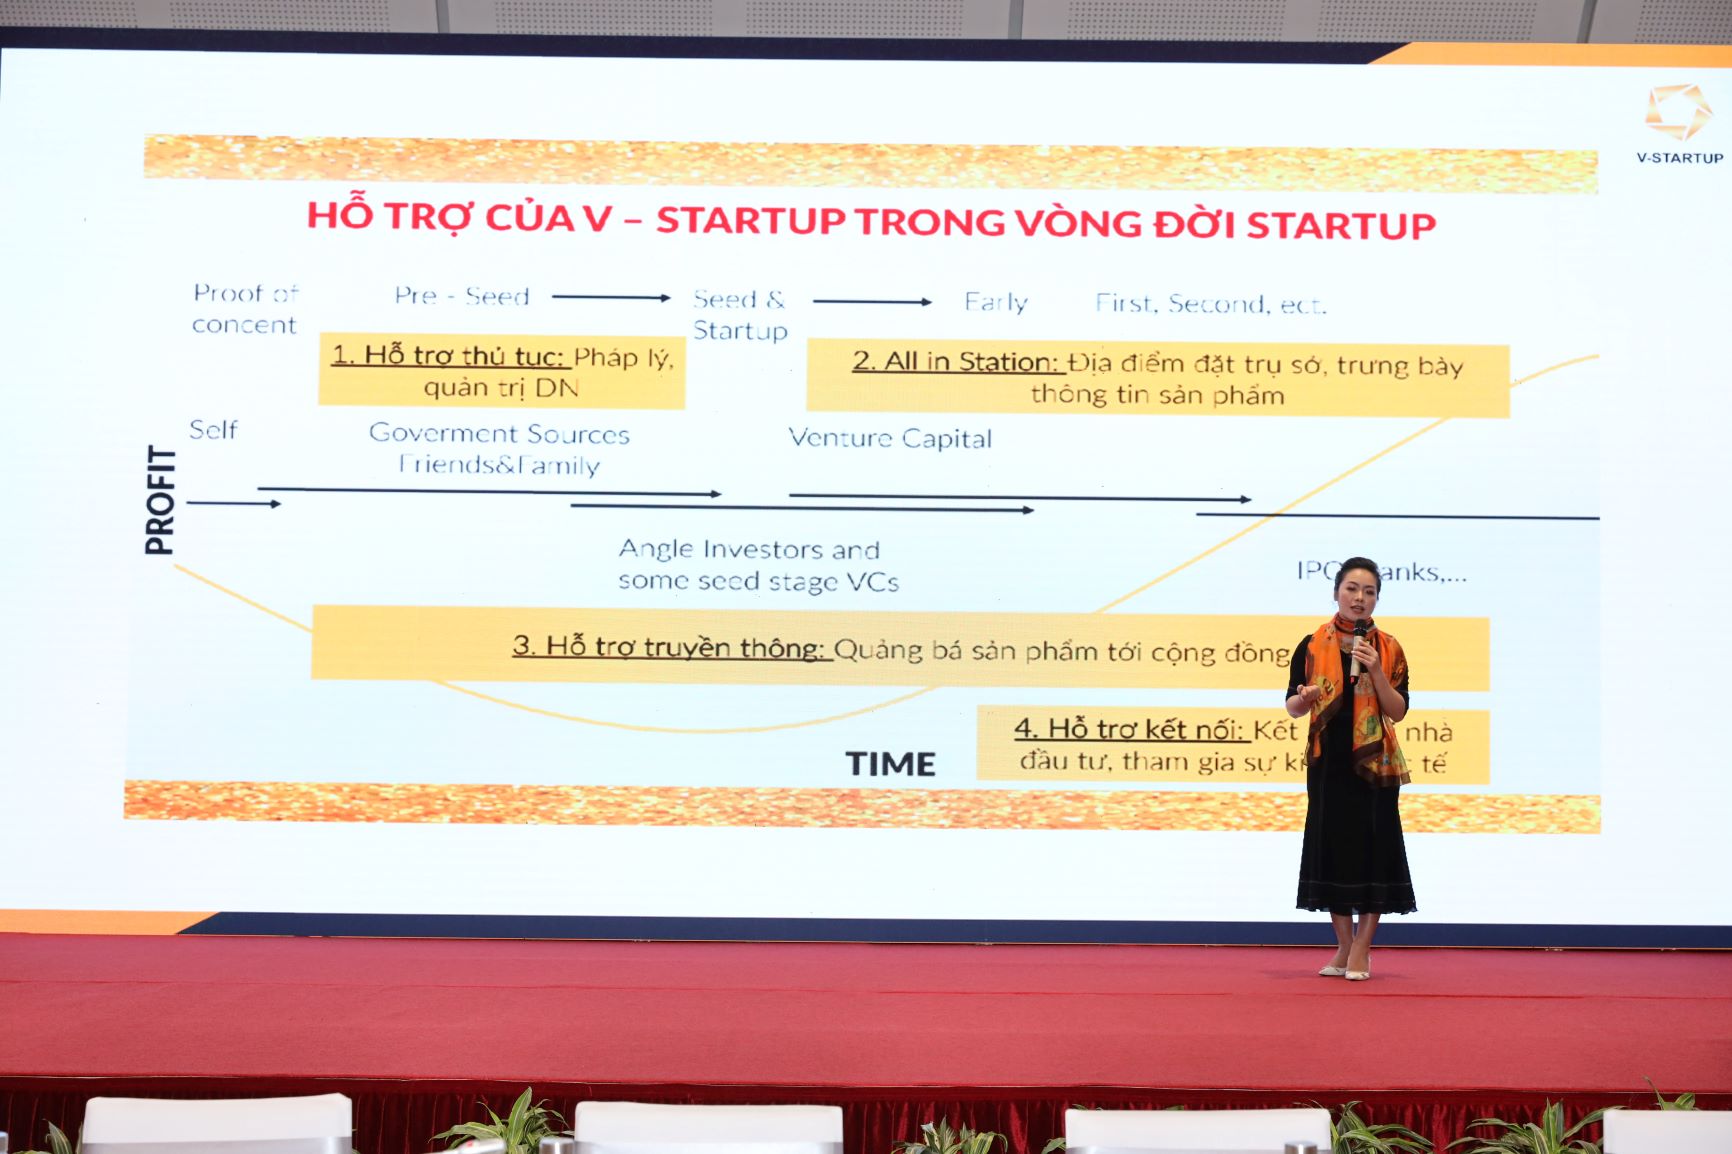 V-STARTUP
HỖ TRỢ CỦA V – STARTUP TRONG VÒNG ĐỜI STARTUP
Proof of
concent
Pre - Seed
Seed &
Startup
Early
First, Second, ect.
1. Hỗ trợ thủ tục: Pháp lý,
quản trị DN
2. All in Station: Địa điểm đặt trụ sở, trưng bày
thông tin sản phẩm
Self
Goverment Sources
Friends&Family
Venture Capital
PROFIT
Angle Investors and
some seed stage VCs
IPO
anks,...
3. Hỗ trợ truyền thông: Quảng bá sản phẩm tới cộng đồng
4. Hỗ trợ kết nối: Kết nhà
đầu tư, tham gia sự tế
TIME